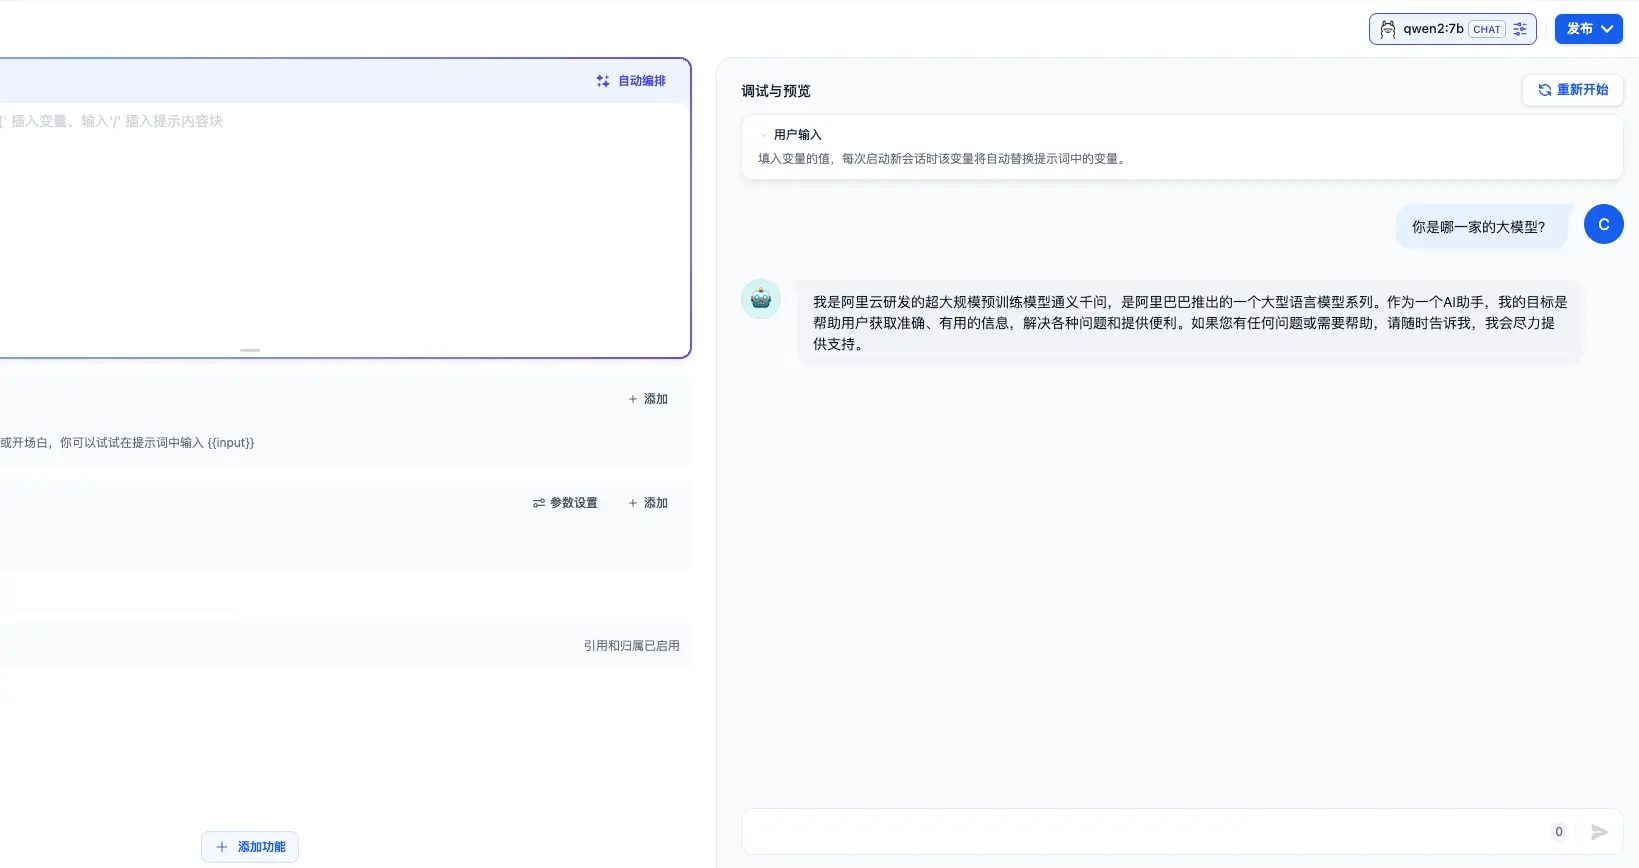 qwen2:7b CHAT
发布
自动编排
{' 插入变量、输入'/' 插入提示内容块
添加
或开场白，你可以试试在提示词中输入 {{input}}
参数设置
添加
引用和归属已启用
添加功能
调试与预览
重新开始
用户输入
填入变量的值，每次启动新会话时该变量将自动替换提示词中的变量。
你是哪一家的大模型?
C
我是阿里云研发的超大规模预训练模型通义千问，是阿里巴巴推出的一个大型语言模型系列。作为一个AI助手，我的目标是
帮助用户获取准确、有用的信息，解决各种问题和提供便利。如果您有任何问题或需要帮助，请随时告诉我，我会尽力提
供支持。
0